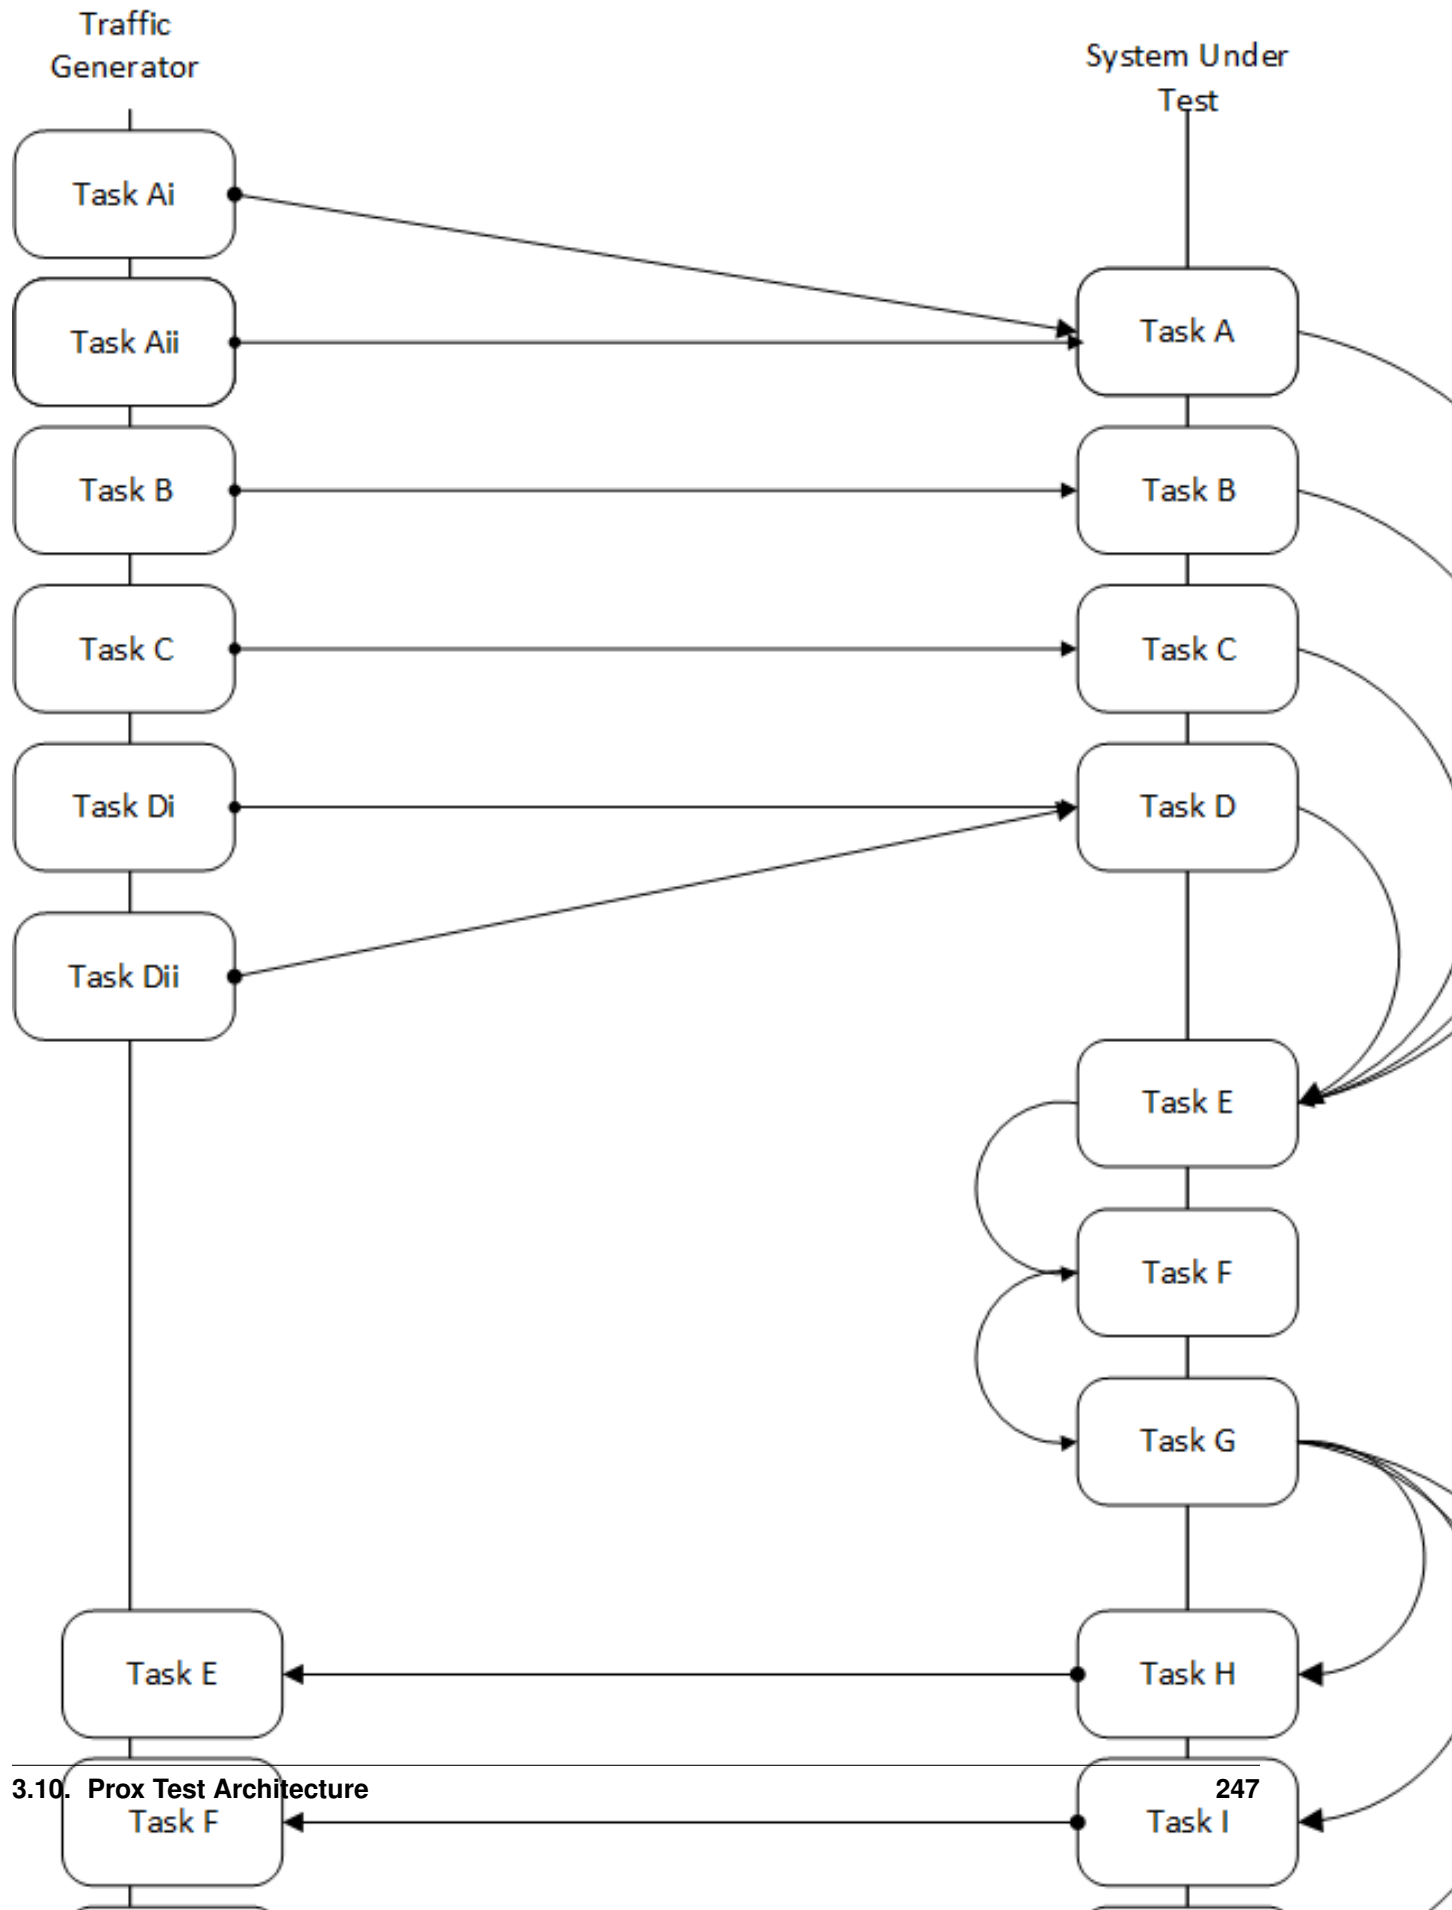 Traffic
Generator
System Under
Test
Task Ai
Task Aii
Task A
Task B
Task B
Task C
Task C
Task Di
Task D
Task Dii
Task E
Task F
Task G
Task E
Task H
3.10. Prox Test Architecture
247
Task F
Task I